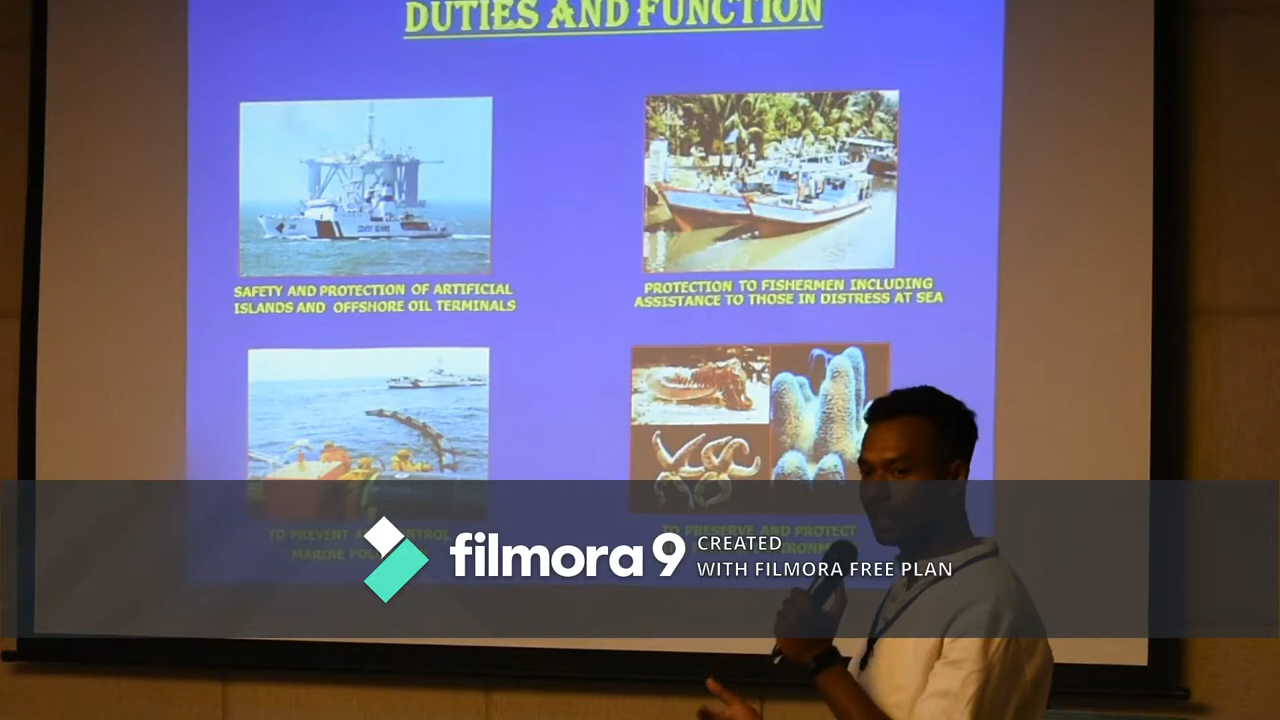 DUTIES AND FUNCTION
SAFETY AND PROTECTION OF ARTIFICIAL
ISLANDS AND OFFSHORE OIL TERMINALS
PROTECTION TO FISHERMEN INCLUDING
ASSISTANCE TO THOSE IN DISTRESS AT SEA
COAST GUARD
TO PREVENT
MARINE
TO PRESERVE AND PROTECT
filmora 9
CREATED
WITH FILMORA FREE PLAN